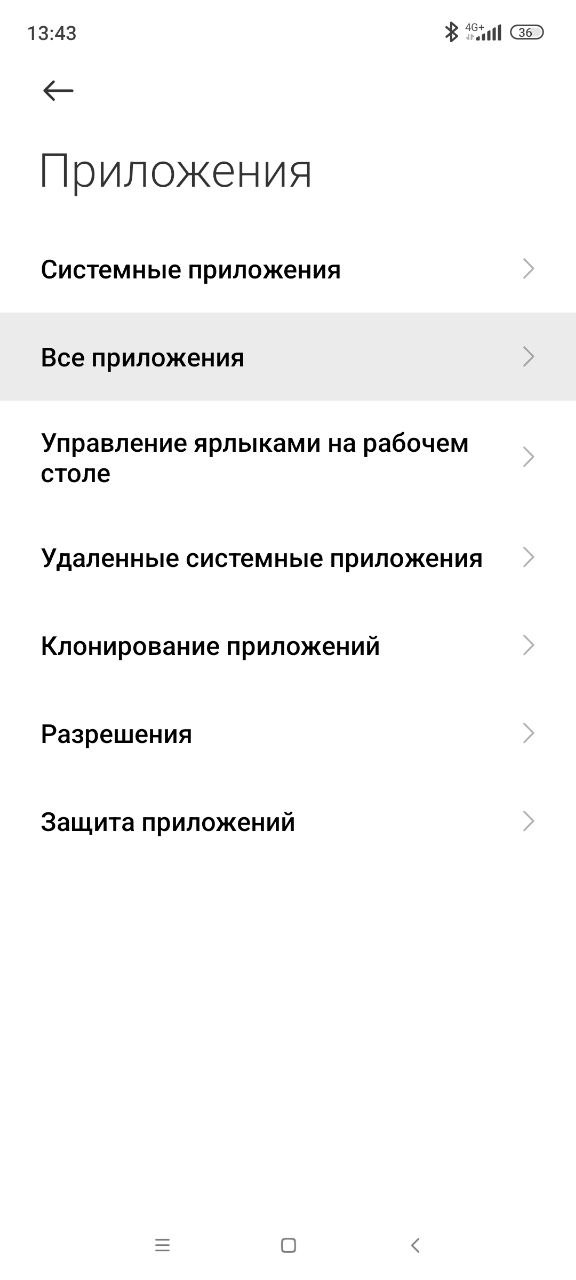 13:43
4G+
36
Приложения
Системные приложения
Все приложения
Управление ярлыками на рабочем
столе
Удаленные системные приложения
Клонирование приложений
Разрешения
Защита приложений